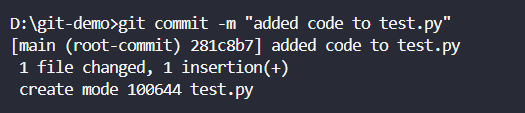 D:\git-demo>git commit -m "added code to test.py"
[main (root-commit) 281c8b7] added code to test.py
 1 file changed, 1 insertion(+)
 create mode 100644 test.py